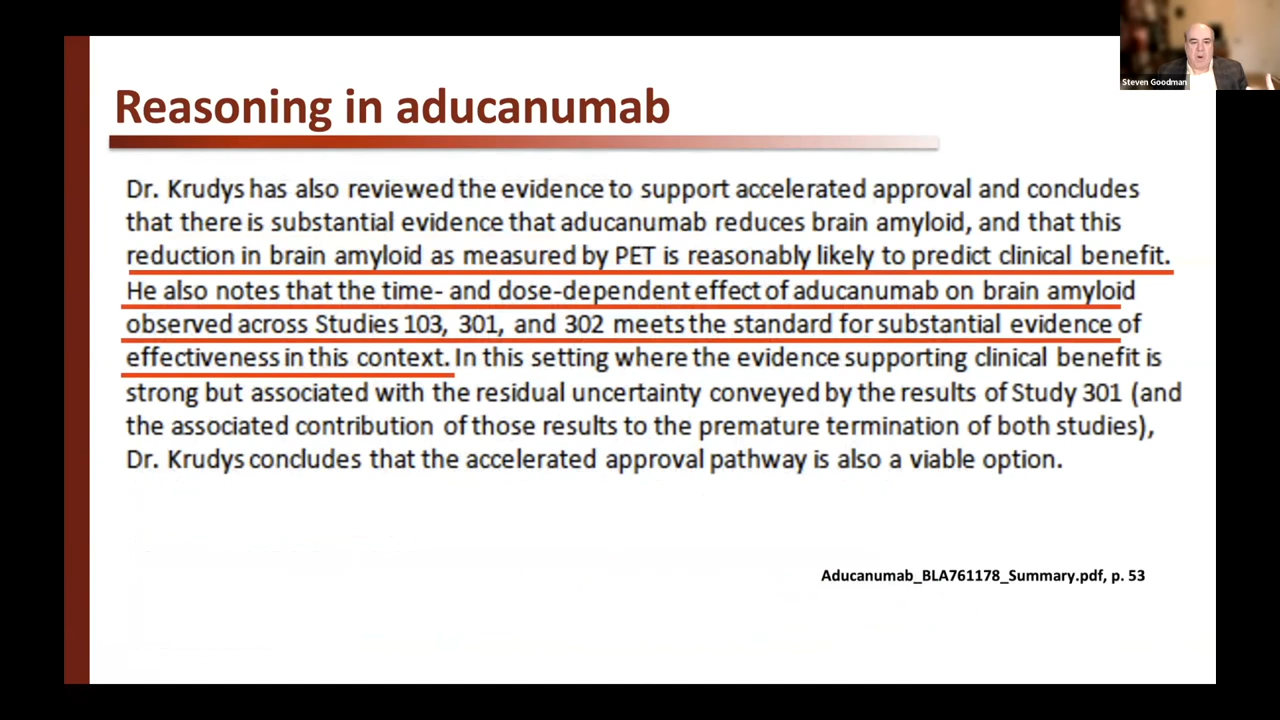 Steven Goodman
Reasoning in aducanumab
Dr. Krudys has also reviewed the evidence to support accelerated approval and concludes
that there is substantial evidence that aducanumab reduces brain amyloid, and that this
reduction in brain amyloid as measured by PET is reasonably likely to predict clinical benefit.
He also notes that the time- and dose-dependent effect of aducanumab on brain amyloid
observed across Studies 103, 301, and 302 meets the standard for substantial evidence of
effectiveness in this context. In this setting where the evidence supporting clinical benefit is
strong but associated with the residual uncertainty conveyed by the results of Study 301 (and
the associated contribution of those results to the premature termination of both studies),
Dr. Krudys concludes that the accelerated approval pathway is also a viable option.
Aducanumab_BLA761178_Summary.pdf, p. 53